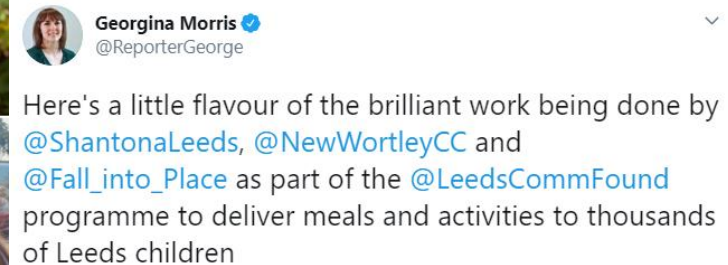 Georgina Morris
@ReporterGeorge
Here's a little flavour of the brilliant work being done by
@ShantonaLeeds, @NewWortleyCC and
@Fall_into_Place as part of the @LeedsCommFound
programme to deliver meals and activities to thousands
of Leeds children